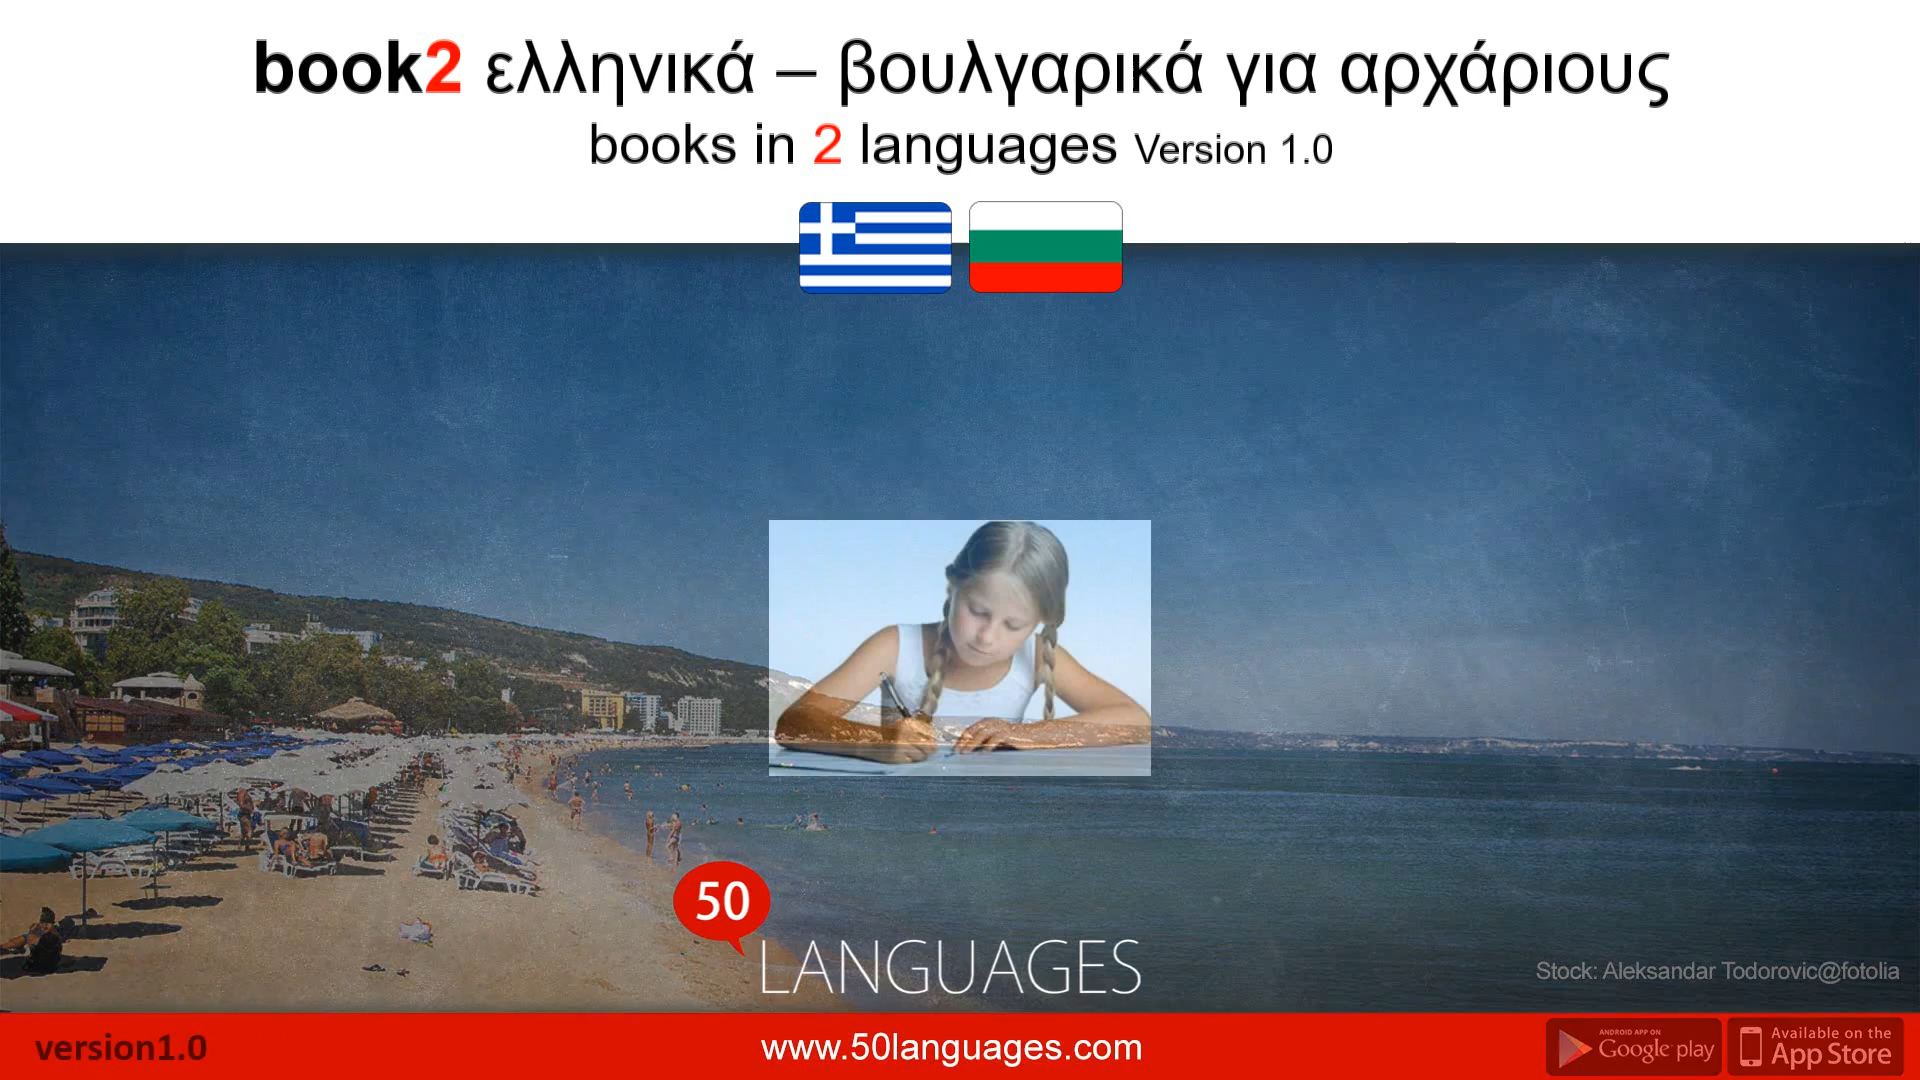 book2 ελληνικά – βουλγαρικά για αρχάριους
books in 2 languages Version 1.0
50
LANGUAGES
Stock: Aleksandar Todorovic@fotolia
version1.0
www.50languages.com
ANDROID APP ON
Google play
Available on the
App Store